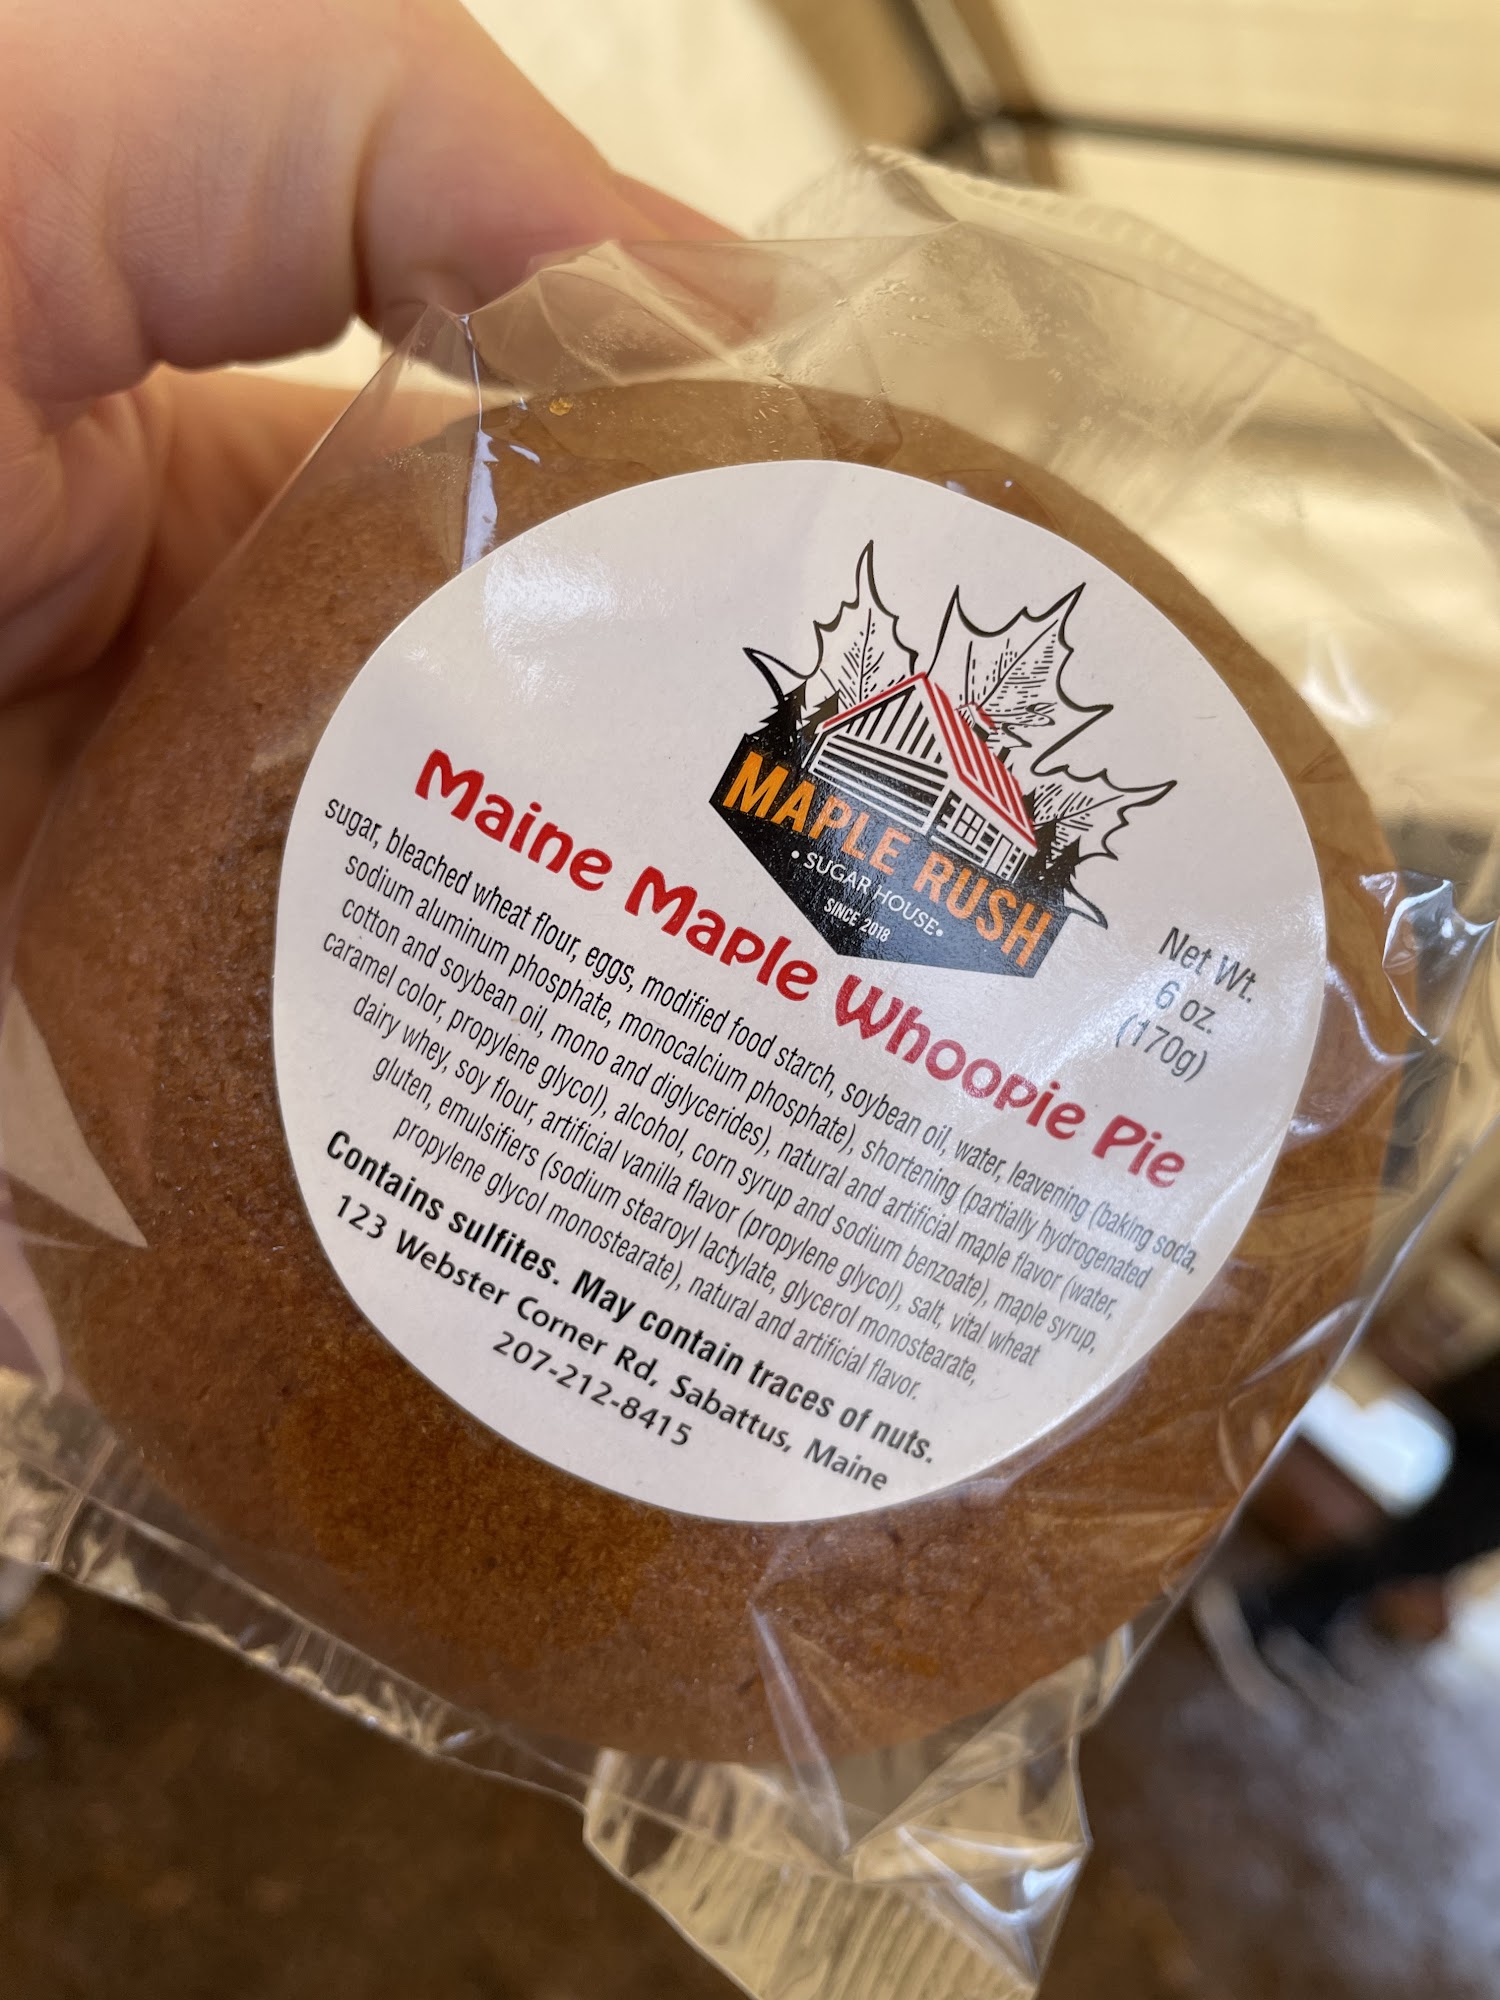 MAPLE RUSH
• SUGAR HOUSE •
SINCE 2018
Net Wt.
6 oz.
(170g)
Maine Maple Whoopie Pie
sugar, bleached wheat flour, eggs, modified food starch, soybean oil, water, leavening (baking soda,
sodium aluminum phosphate, monocalcium phosphate), shortening (partially hydrogenated
cotton and soybean oil, mono and diglycerides), natural and artificial maple flavor (water,
caramel color, propylene glycol), alcohol, corn syrup and sodium benzoate), maple syrup,
dairy whey, soy flour, artificial vanilla flavor (propylene glycol), salt, vital wheat
gluten, emulsifiers (sodium stearoyl lactylate, glycerol monostearate,
propylene glycol monostearate), natural and artificial flavor.
Contains sulfites. May contain traces of nuts.
123 Webster Corner Rd, Sabattus, Maine
207-212-8415